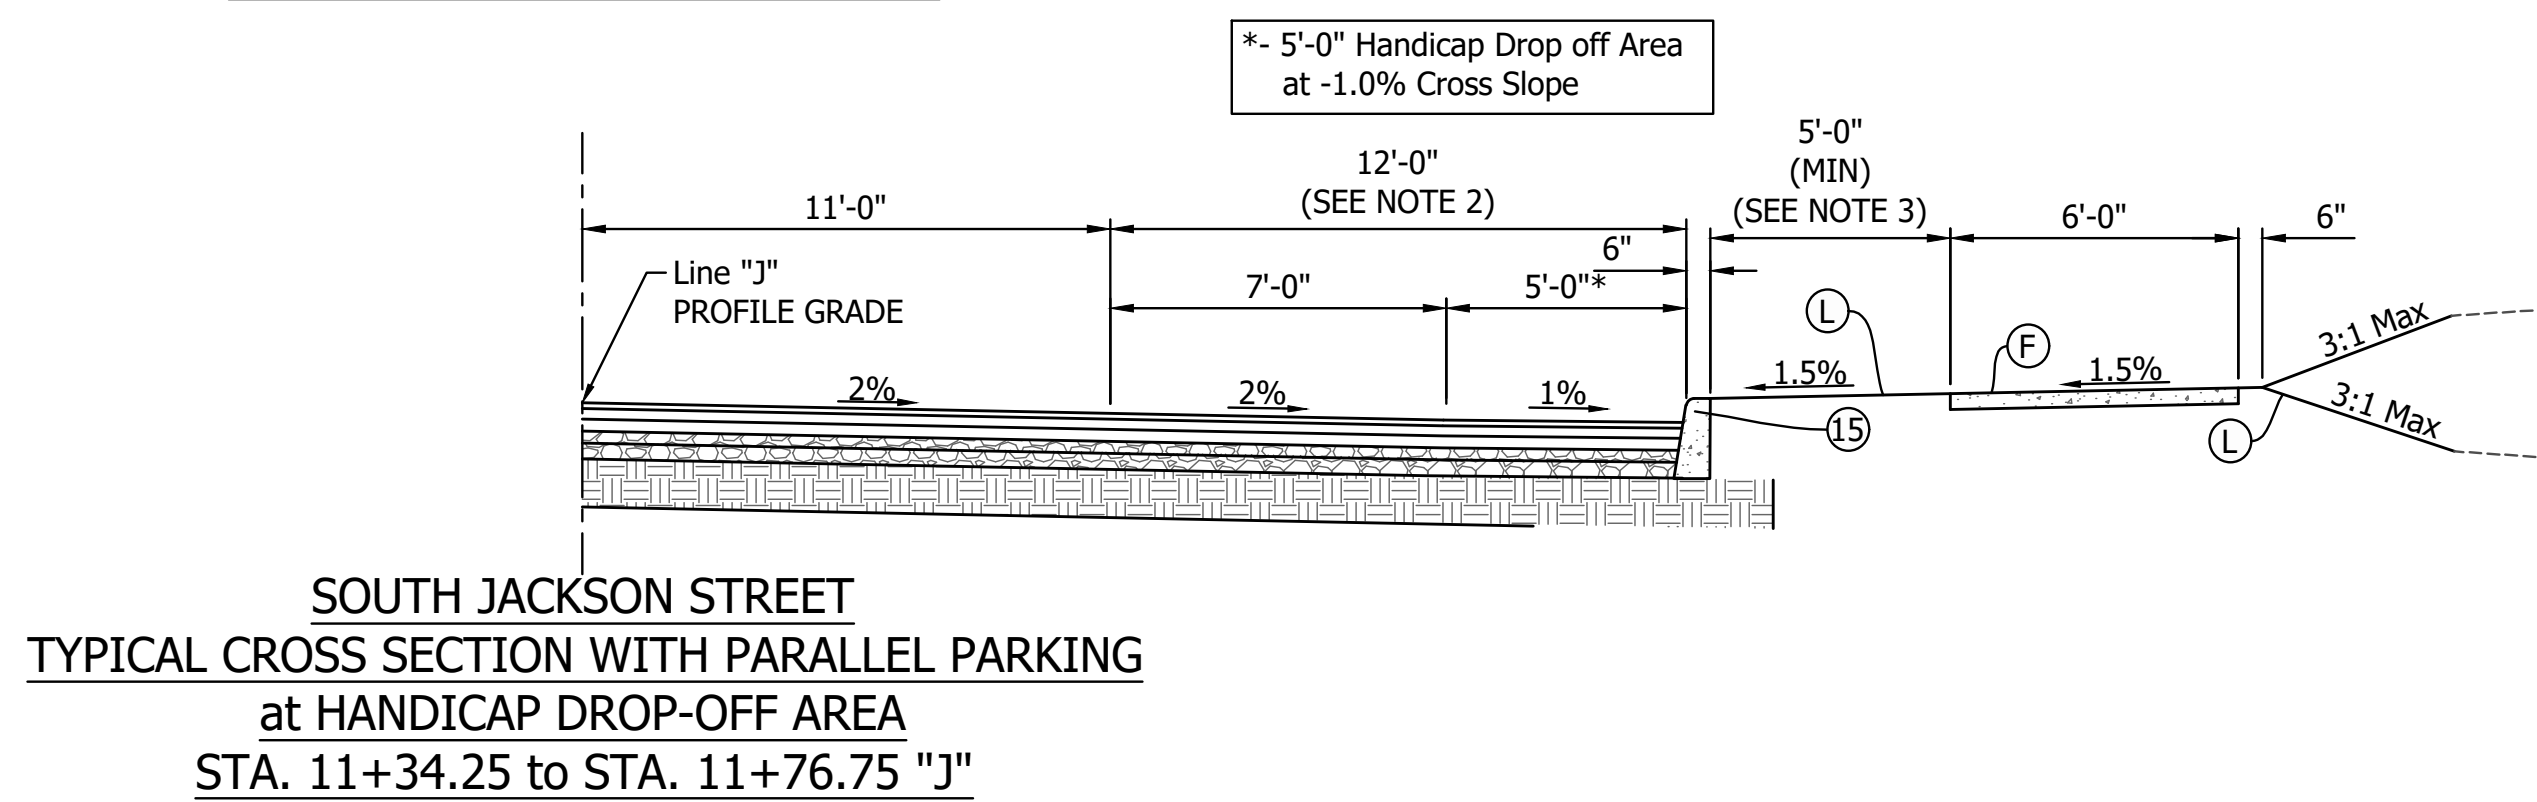 *- 5'-0" Handicap Drop off Area
at -1.0% Cross Slope
5'-0"
(MIN)
(SEE NOTE 3)
12'-0"
(SEE NOTE 2)
11'-0"
6'-0"
6"
6"
Line "J"
PROFILE GRADE
7'-0"
5'-0"*
L
F
3:1 Max
2%
2%
1%
1.5%
1.5%
3:1 Max
15
L
SOUTH JACKSON STREET
TYPICAL CROSS SECTION WITH PARALLEL PARKING
at HANDICAP DROP-OFF AREA
STA. 11+34.25 to STA. 11+76.75 "J"